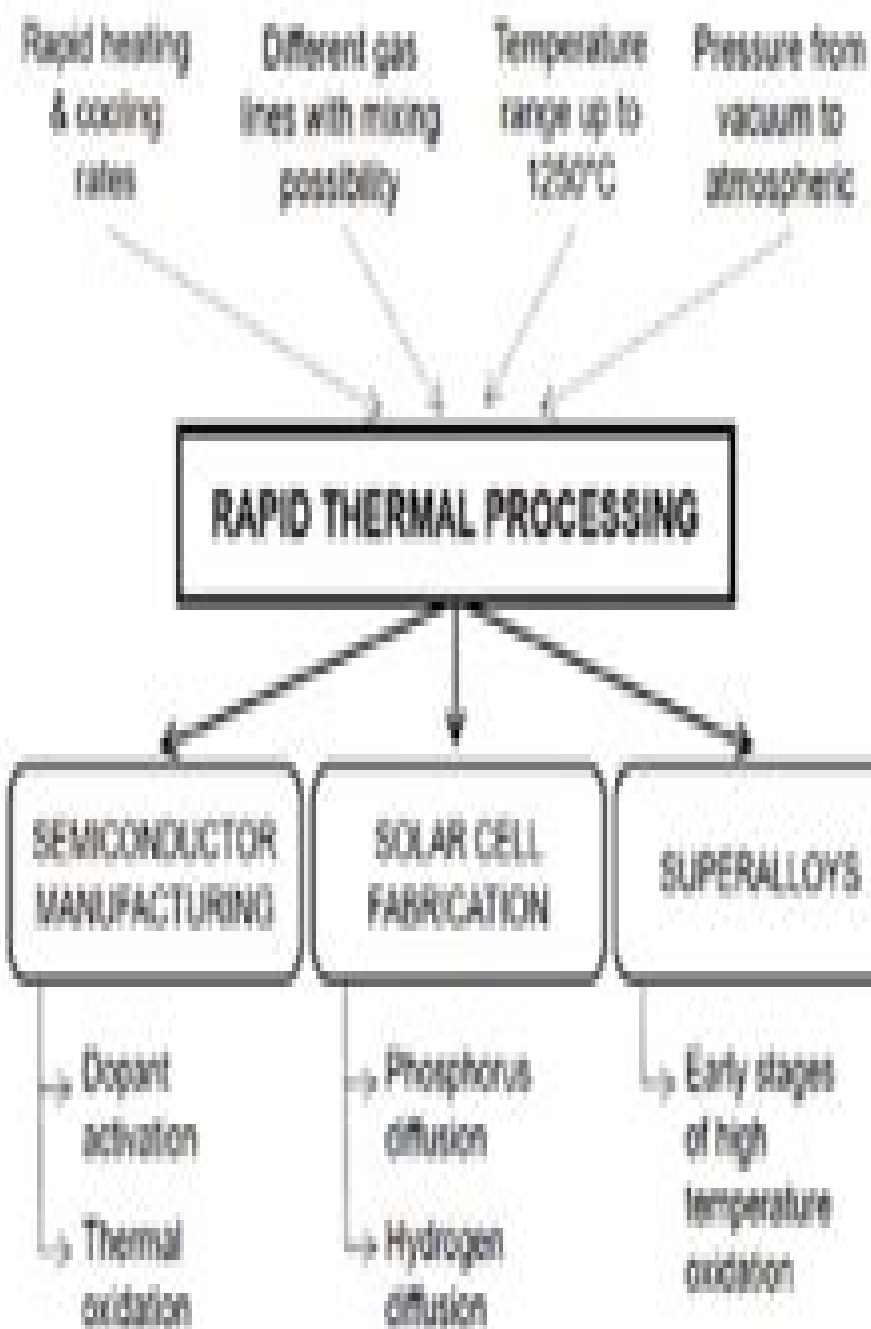 Rapid heating
& cooling
rates
Different gas
lines with mixing
possibility
Temperature
range up to
1250°C
Pressure from
vacuum to
atmospheric
RAPID THERMAL PROCESSING
SEMICONDUCTOR
MANUFACTURING
SOLAR CELL
FABRICATION
SUPERALLOYS
Dopant
activation
Thermal
oxidation
Phosphorus
diffusion
Hydrogen
diffusion
Early stages
of high
temperature
oxidation